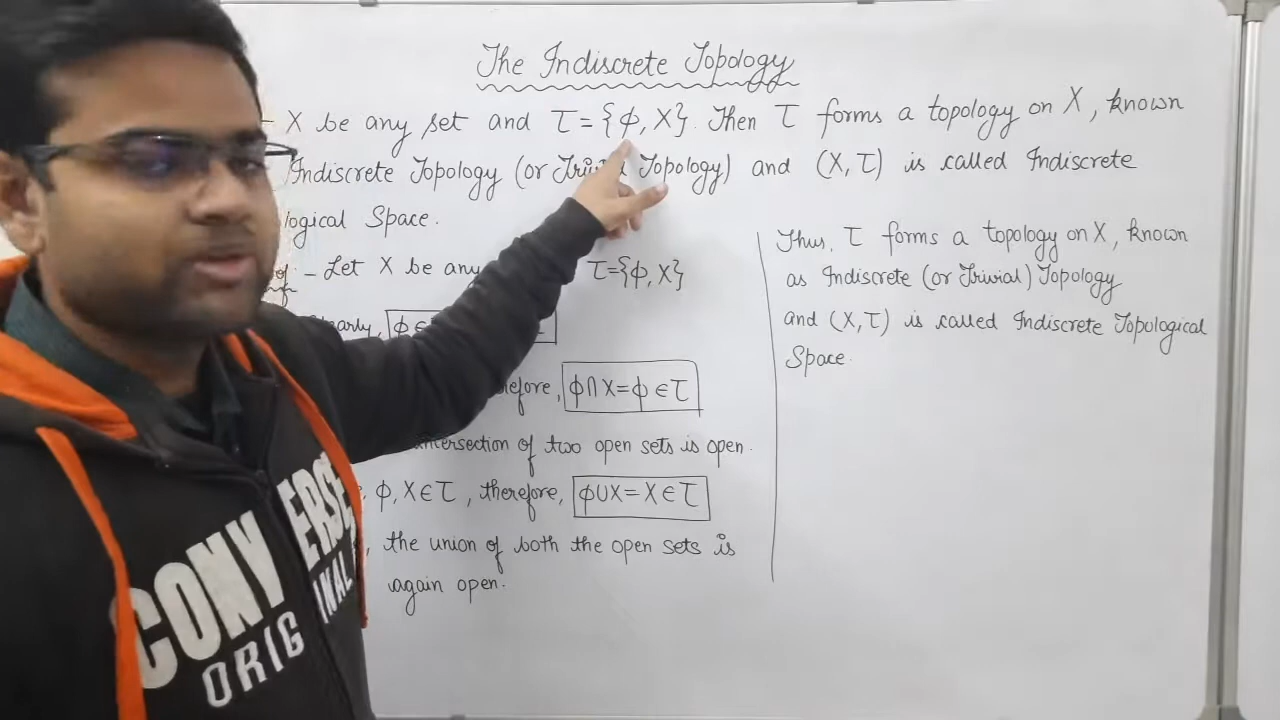 The Indiscrete Topology
- X be any set and τ = {ϕ, X}. Then τ forms a topology on X, known
Indiscrete Topology (or Topology) and (X, τ) is called Indiscrete
logical Space.
- Let X be any τ={ϕ, X}
ϕ ∈
efore, ϕ∩X=ϕ ∈ τ
intersection of two open sets is open.
ϕ, X ∈ τ, therefore, ϕ∪X = X ∈ τ
the union of both the open sets is
again open.
Thus, τ forms a topology on X, known
as Indiscrete (or Trivial) Topology
and (X, τ) is called Indiscrete Topological
Space.
CONVERSE
ORIG INAL